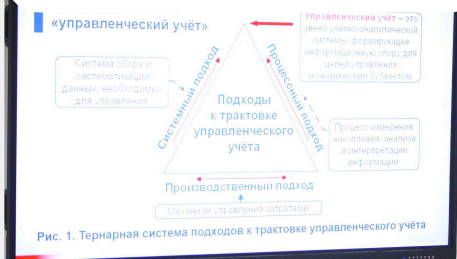 «управленческий учёт»
Управленческий учёт – это
звено учетно-аналитической
системы, формирующее
информационную опору для
целей управления
экономическим субъектом
Система сбора и
систематизации
данных, необходимых
для управления
Системный подход
Процессный подход
Подходы
к трактовке
управленческого
учёта
Процесс измерения,
накопления, анализа
и интерпретации
информации
Производственный подход
Механизм управления затратами
Рис. 1. Тернарная система подходов к трактовке управленческого учёта